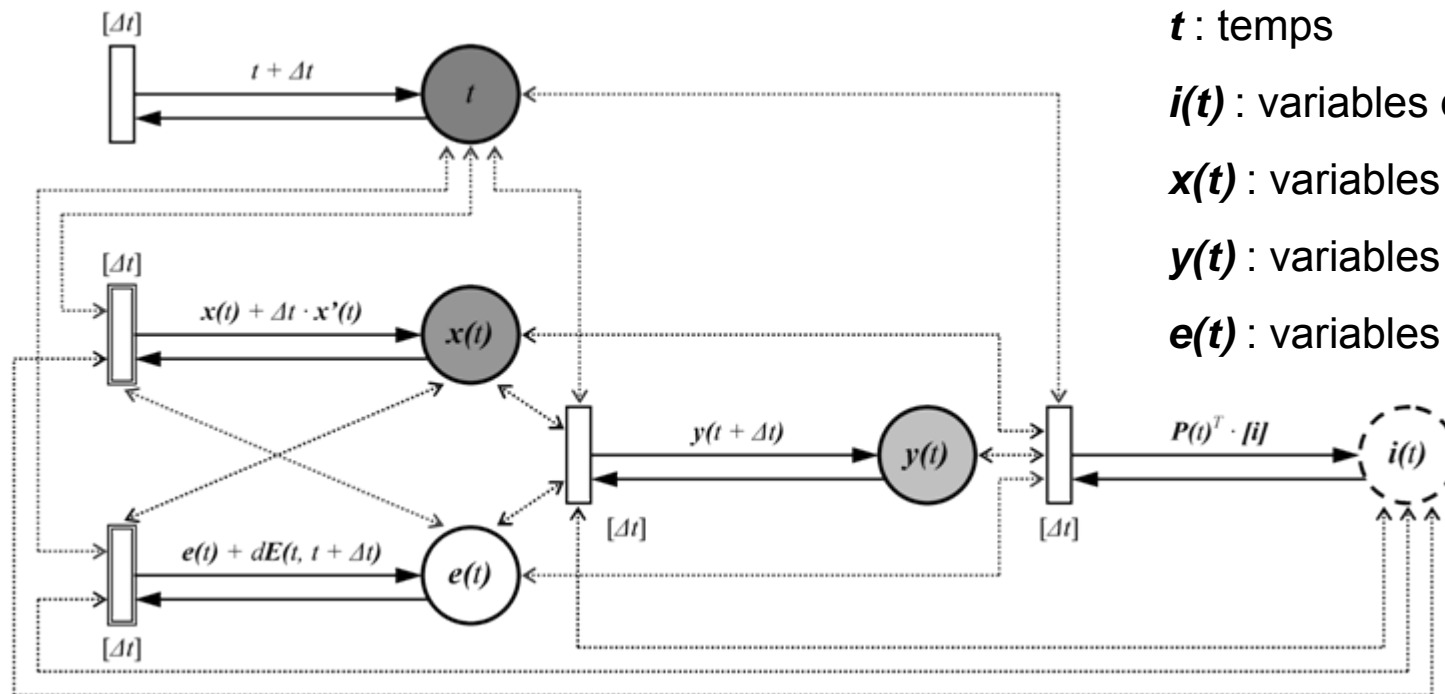 [Δt]
t + Δt
t
t : temps
i(t) : variables
x(t) : variables
y(t) : variables
e(t) : variables
[Δt]
x(t) + Δt · x’(t)
x(t)
y(t + Δt)
y(t)
P(t)^T · [i]
i(t)
[Δt]
[Δt]
e(t) + dE(t, t + Δt)
e(t)
[Δt]